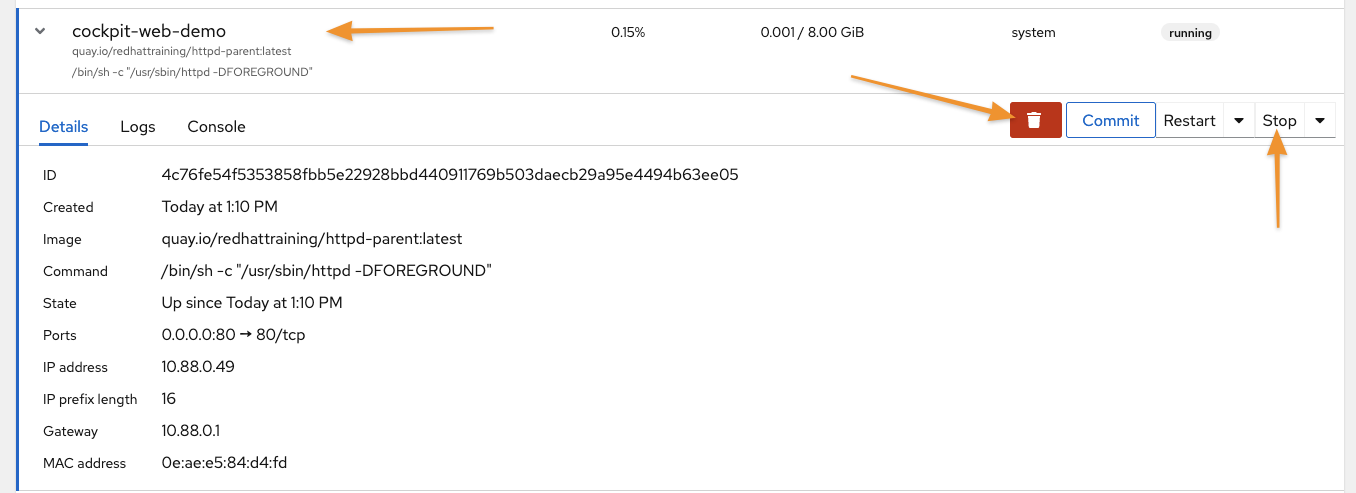 cockpit-web-demo 0.15% 0.001 / 8.00 GiB system running
quay.io/redhattraining/httpd-parent:latest
/bin/sh -c "/usr/sbin/httpd -DFOREGROUND"
Details Logs Console Commit Restart Stop
ID 4c76fe54f5353858fbb5e22928bbd440911769b503daecb29a95e4494b63ee05
Created Today at 1:10 PM
Image quay.io/redhattraining/httpd-parent:latest
Command /bin/sh -c "/usr/sbin/httpd -DFOREGROUND"
State Up since Today at 1:10 PM
Ports 0.0.0.0:80 → 80/tcp
IP address 10.88.0.49
IP prefix length 16
Gateway 10.88.0.1
MAC address 0e:ae:e5:84:d4:fd